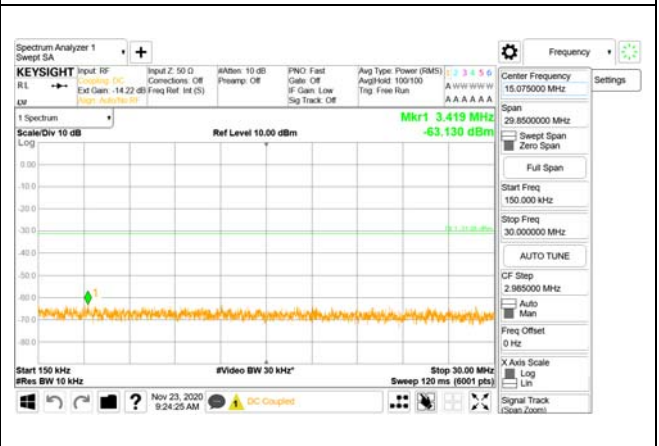 Spectrum Analyzer 1
Swept SA
Frequency
KEYSIGHT
RL
Input: RF
Coupling: DC
Ext Gain: -14.22 dB
Align: Auto/No RF
Input Z: 50 Ω
Corrections: Off
Freq Ref: Int (S)
#Atten: 10 dB
Preamp: Off
PNO: Fast
Gate: Off
IF Gain: Low
Sig Track: Off
Avg Type: Power (RMS)
Avg|Hold: 100/100
Trig: Free Run
1 2 3 4 5 6
A W W W W W
A A A A A A
1 Spectrum
Scale/Div 10 dB
Ref Level 10.00 dBm
Mkr1 3.419 MHz
-63.130 dBm
Log
0.00
-10.0
-20.0
-30.0
-40.0
-50.0
-60.0
-70.0
-80.0
1
Start 150 kHz
#Res BW 10 kHz
#Video BW 30 kHz*
Stop 30.00 MHz
Sweep 120 ms (6001 pts)
Nov 23, 2020
9:24:25 AM
DC Coupled
Center Frequency
15.075000 MHz
Settings
Span
29.8500000 MHz
Swept Span
Zero Span
Full Span
Start Freq
150.000 kHz
Stop Freq
30.000000 MHz
AUTO TUNE
CF Step
2.985000 MHz
Auto
Man
Freq Offset
0 Hz
X Axis Scale
Log
Lin
Signal Track
(Span Zoom)